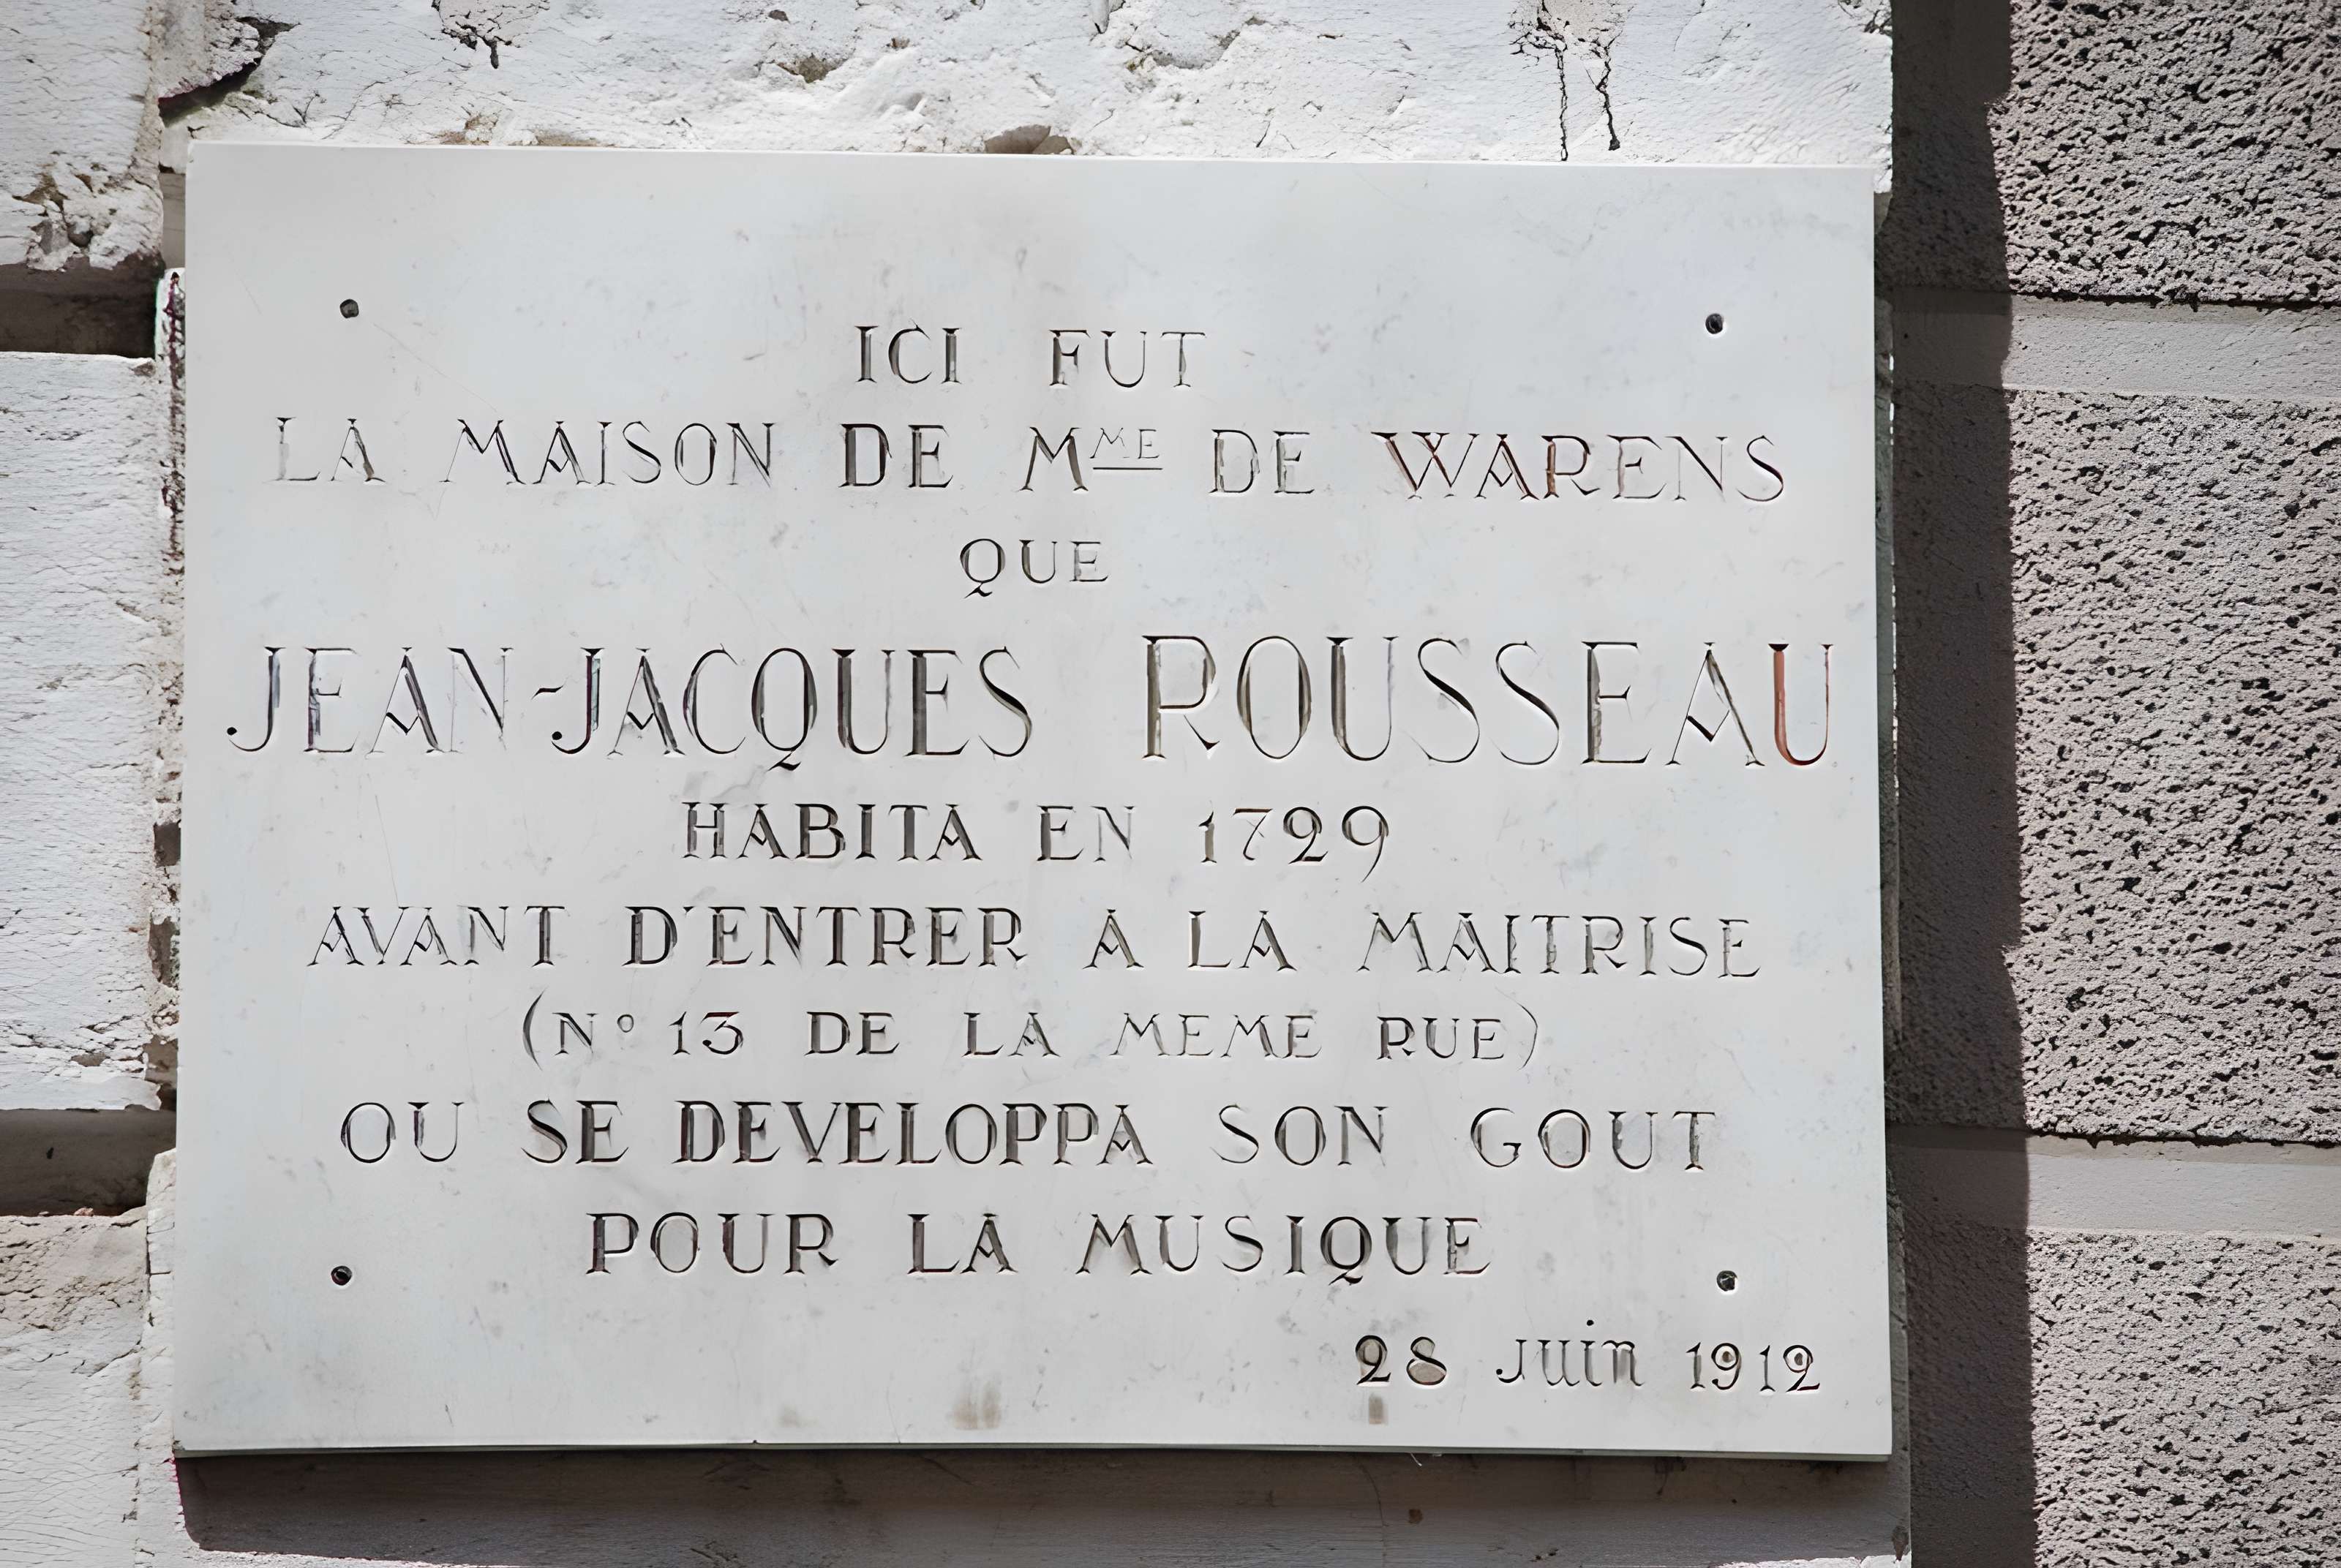 ICI FUT
LA MAISON DE MME DE WARENS
QUE
JEAN-JACQUES ROUSSEAU
HABITA EN 1729
AVANT D'ENTRER A LA MAITRISE
(N° 13 DE LA MEME RUE)
OU SE DEVELOPPA SON GOUT
POUR LA MUSIQUE
28 Juin 1912